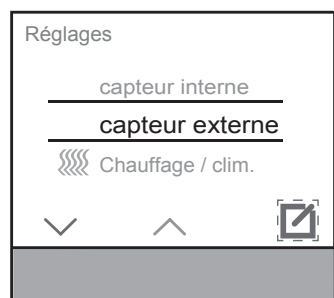 Réglages
capteur interne
capteur externe
Chauffage / clim.